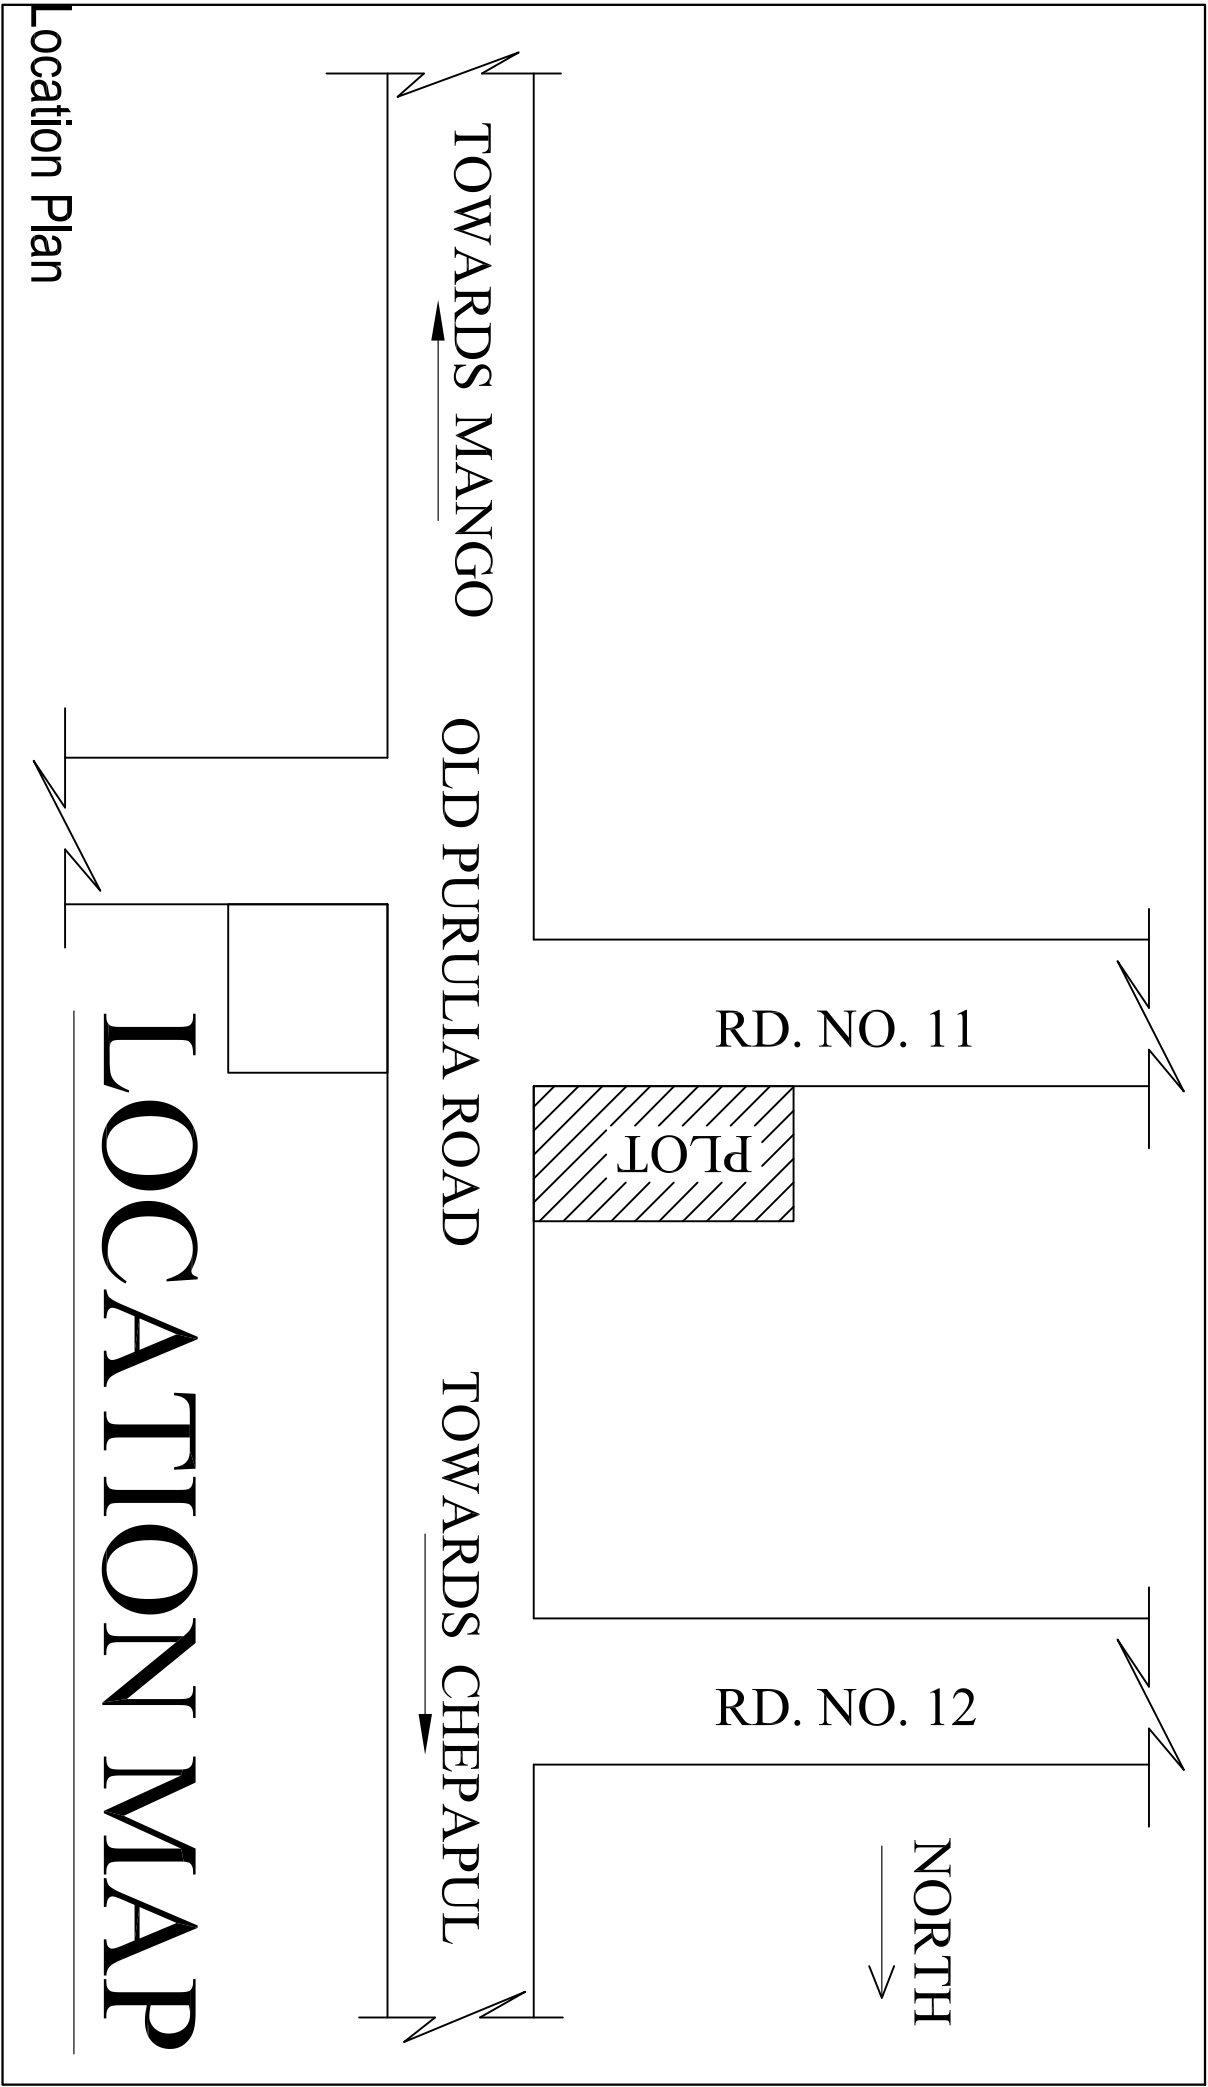 RD. NO. 11
RD. NO. 12
PLOT
NORTH
TOWARDS MANGO
OLD PURULIA ROAD
TOWARDS CHEPAPUL
LOCATION MAP
Location Plan